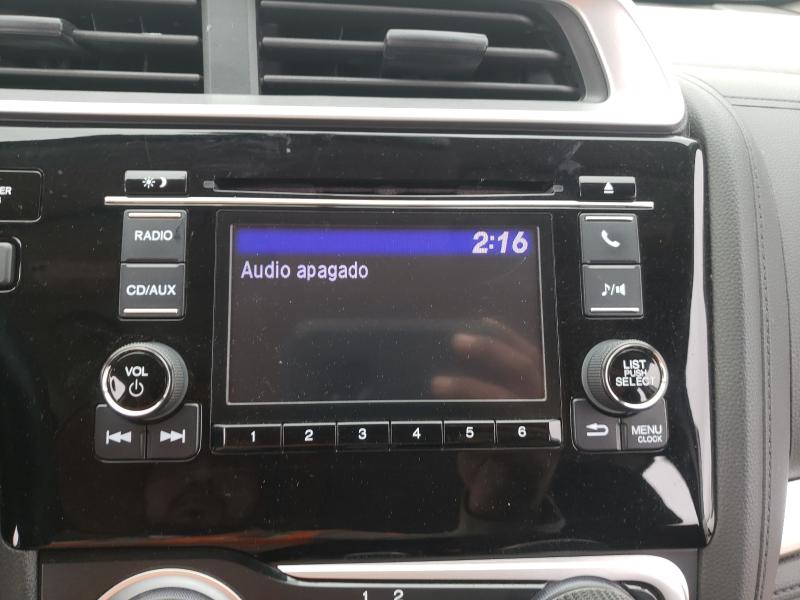 ER
RADIO
CD/AUX
VOL
2:16
Audio apagado
1 2 3 4 5 6
LIST
PUSH
SELECT
MENU
CLOCK
1 2